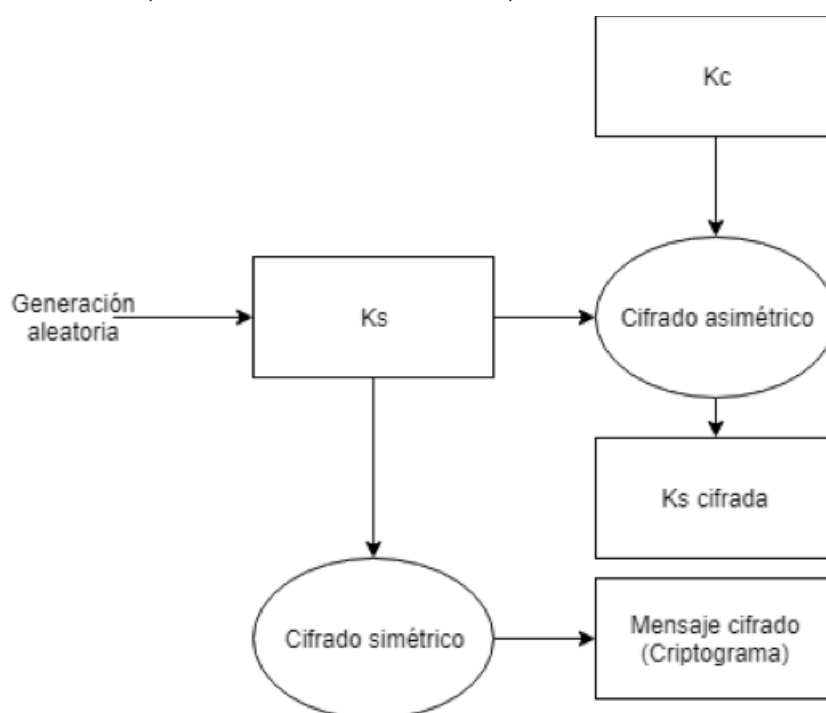 Kc
Generación
aleatoria
Ks
Cifrado asimétrico
Ks cifrada
Cifrado simétrico
Mensaje cifrado
(Criptograma)